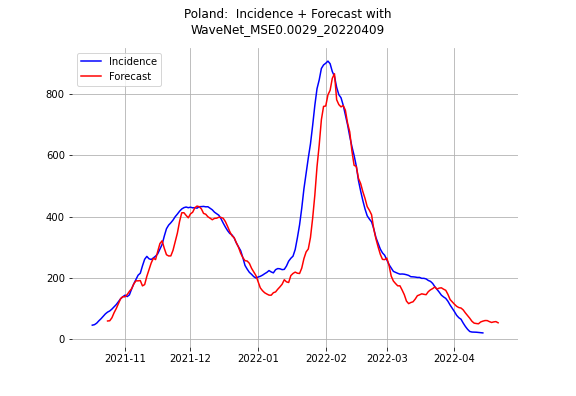 Poland:  Incidence + Forecast with
WaveNet_MSE0.0029_20220409
Incidence
Forecast
800
600
400
200
0
2021-11 2021-12 2022-01 2022-02 2022-03 2022-04